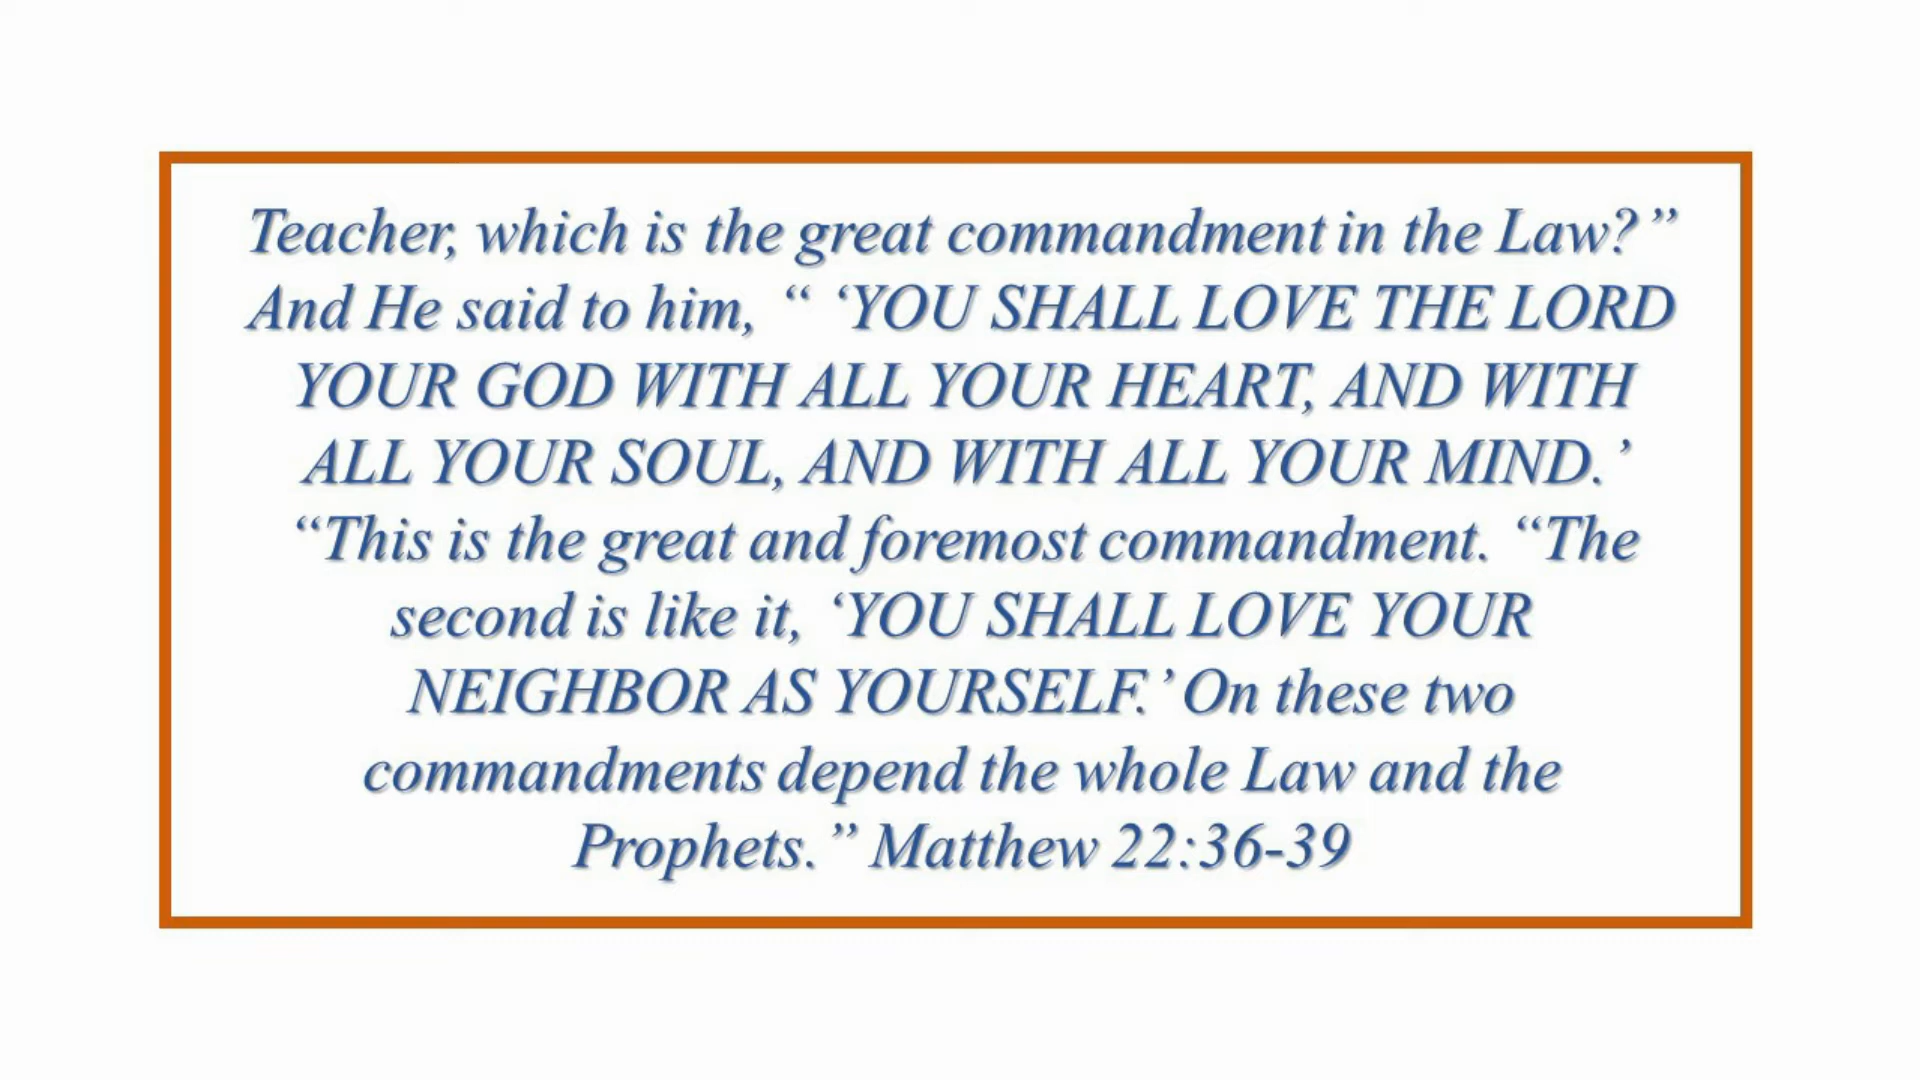 Teacher, which is the great commandment in the Law?”
And He said to him, “ ‘YOU SHALL LOVE THE LORD
YOUR GOD WITH ALL YOUR HEART, AND WITH
ALL YOUR SOUL, AND WITH ALL YOUR MIND.’
“This is the great and foremost commandment. “The
second is like it, ‘YOU SHALL LOVE YOUR
NEIGHBOR AS YOURSELF.’ On these two
commandments depend the whole Law and the
Prophets.” Matthew 22:36-39